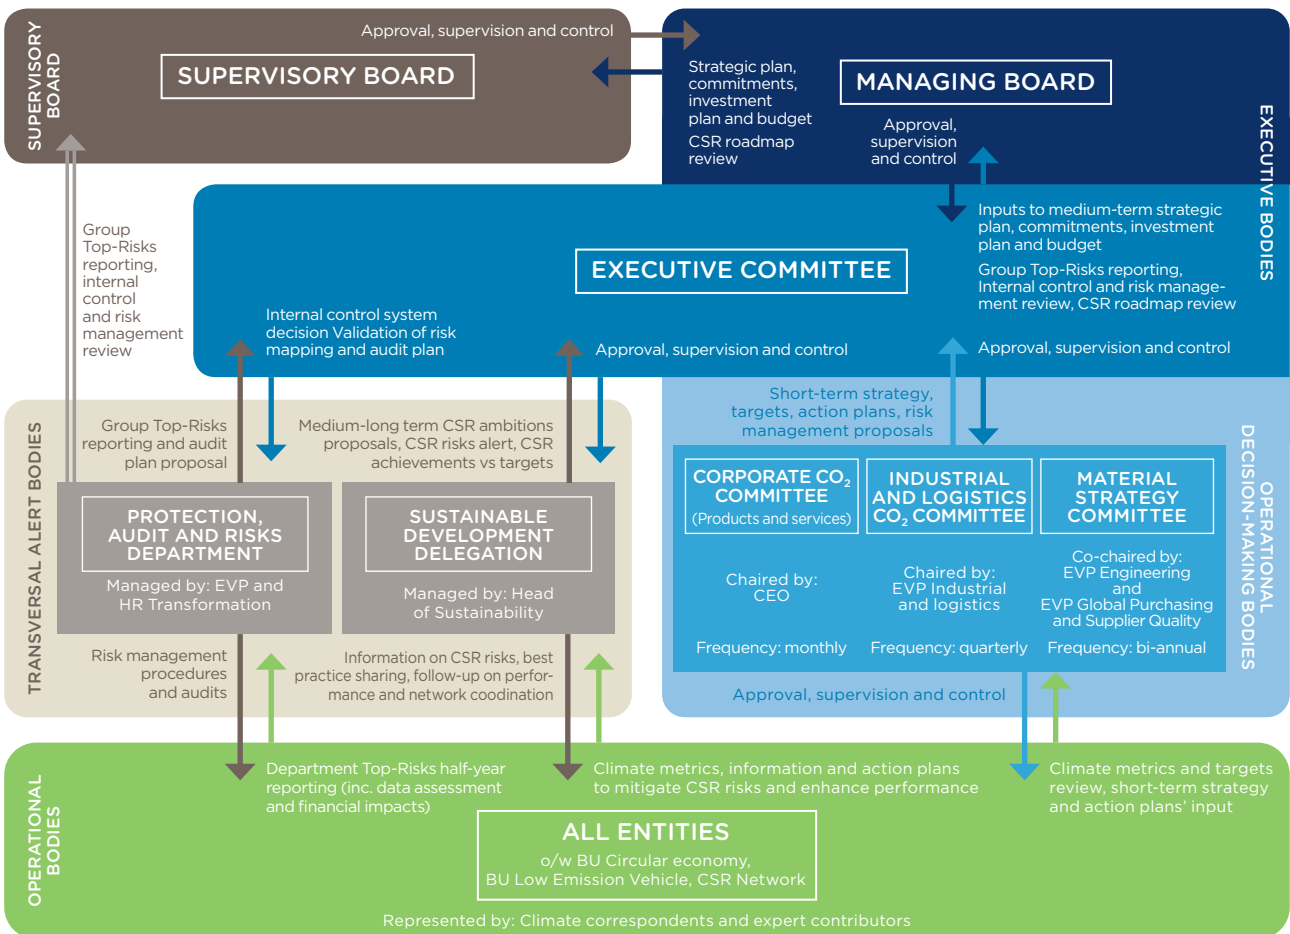 SUPERVISORY
BOARD
Approval, supervision and control
SUPERVISORY BOARD
Strategic plan,
commitments,
investment
plan and budget
CSR roadmap
review
MANAGING BOARD
Approval,
supervision
and control
EXECUTIVE BODIES
Group
Top-Risks
reporting,
internal
control
and risk
management
review
EXECUTIVE COMMITTEE
Inputs to medium-term strategic
plan, commitments, investment
plan and budget
Group Top-Risks reporting,
Internal control and risk manage-
ment review, CSR roadmap review
Internal control system
decision Validation of risk
mapping and audit plan
Approval, supervision and control
Approval, supervision and control
TRANSVERSAL ALERT BODIES
Group Top-Risks
reporting and audit
plan proposal
Medium-long term CSR ambitions
proposals, CSR risks alert, CSR
achievements vs targets
PROTECTION,
AUDIT AND RISKS
DEPARTMENT
Managed by: EVP and
HR Transformation
SUSTAINABLE
DEVELOPMENT
DELEGATION
Managed by: Head
of Sustainability
Risk management
procedures
and audits
Information on CSR risks, best
practice sharing, follow-up on perfor-
mance and network coordination
Short-term strategy,
targets, action plans, risk
management proposals
OPERATIONAL
DECISION-MAKING BODIES
CORPORATE CO₂
COMMITTEE
(Products and services)
Chaired by:
CEO
Frequency: monthly
INDUSTRIAL
AND LOGISTICS
CO₂ COMMITTEE
Chaired by:
EVP Industrial
and logistics
Frequency: quarterly
MATERIAL
STRATEGY
COMMITTEE
Co-chaired by:
EVP Engineering
and
EVP Global Purchasing
and Supplier Quality
Frequency: bi-annual
Approval, supervision and control
OPERATIONAL
BODIES
Department Top-Risks half-year
reporting (inc. data assessment
and financial impacts)
Climate metrics, information and action plans
to mitigate CSR risks and enhance performance
Climate metrics and targets
review, short-term strategy
and action plans' input
ALL ENTITIES
o/w BU Circular economy,
BU Low Emission Vehicle, CSR Network
Represented by: Climate correspondents and expert contributors